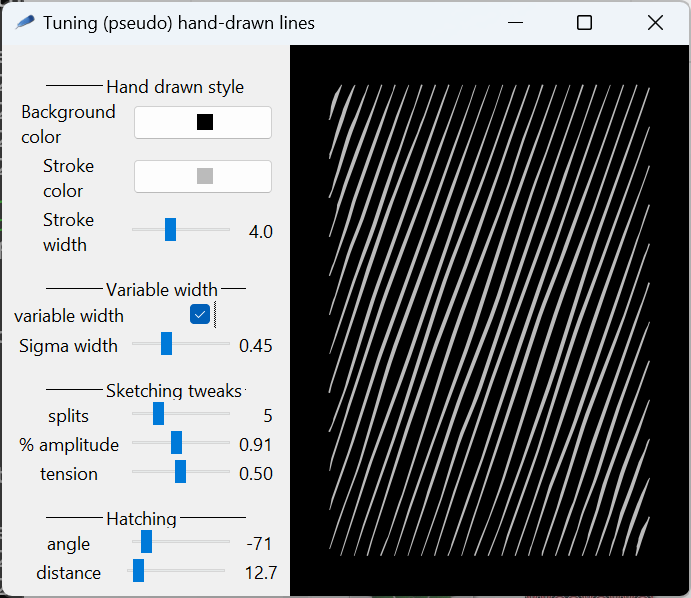 Tuning (pseudo) hand-drawn lines
Hand drawn style
Background
color
Stroke
color
Stroke
width
4.0
Variable width
variable width
Sigma width
0.45
Sketching tweaks
splits
5
% amplitude
0.91
tension
0.50
Hatching
angle
-71
distance
12.7